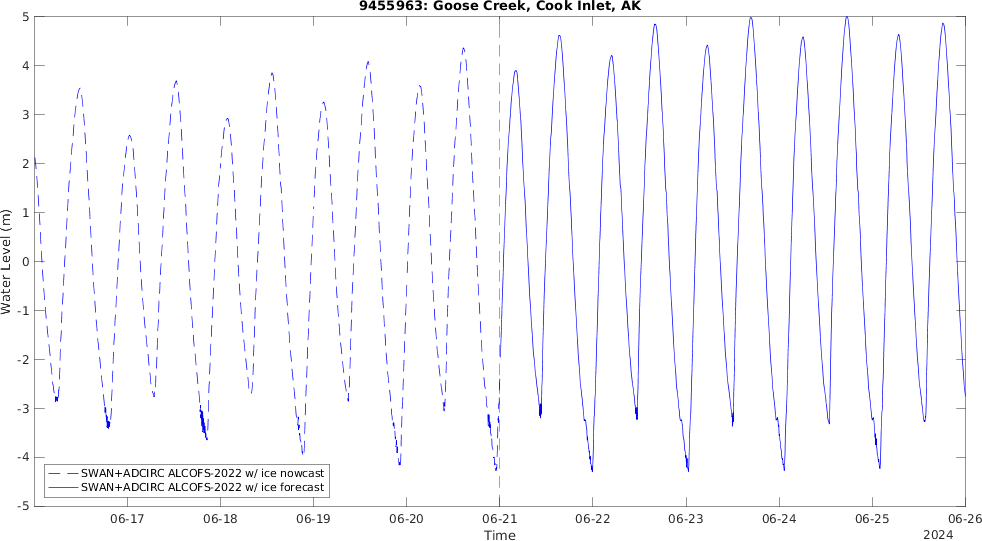 9455963: Goose Creek, Cook Inlet, AK
5
4
3
2
1
0
-1
-2
-3
-4
-5
Water Level (m)
SWAN+ADCIRC ALCOFS-2022 w/ ice nowcast
SWAN+ADCIRC ALCOFS-2022 w/ ice forecast
06-17 06-18 06-19 06-20 06-21 06-22 06-23 06-24 06-25 06-26
Time
2024